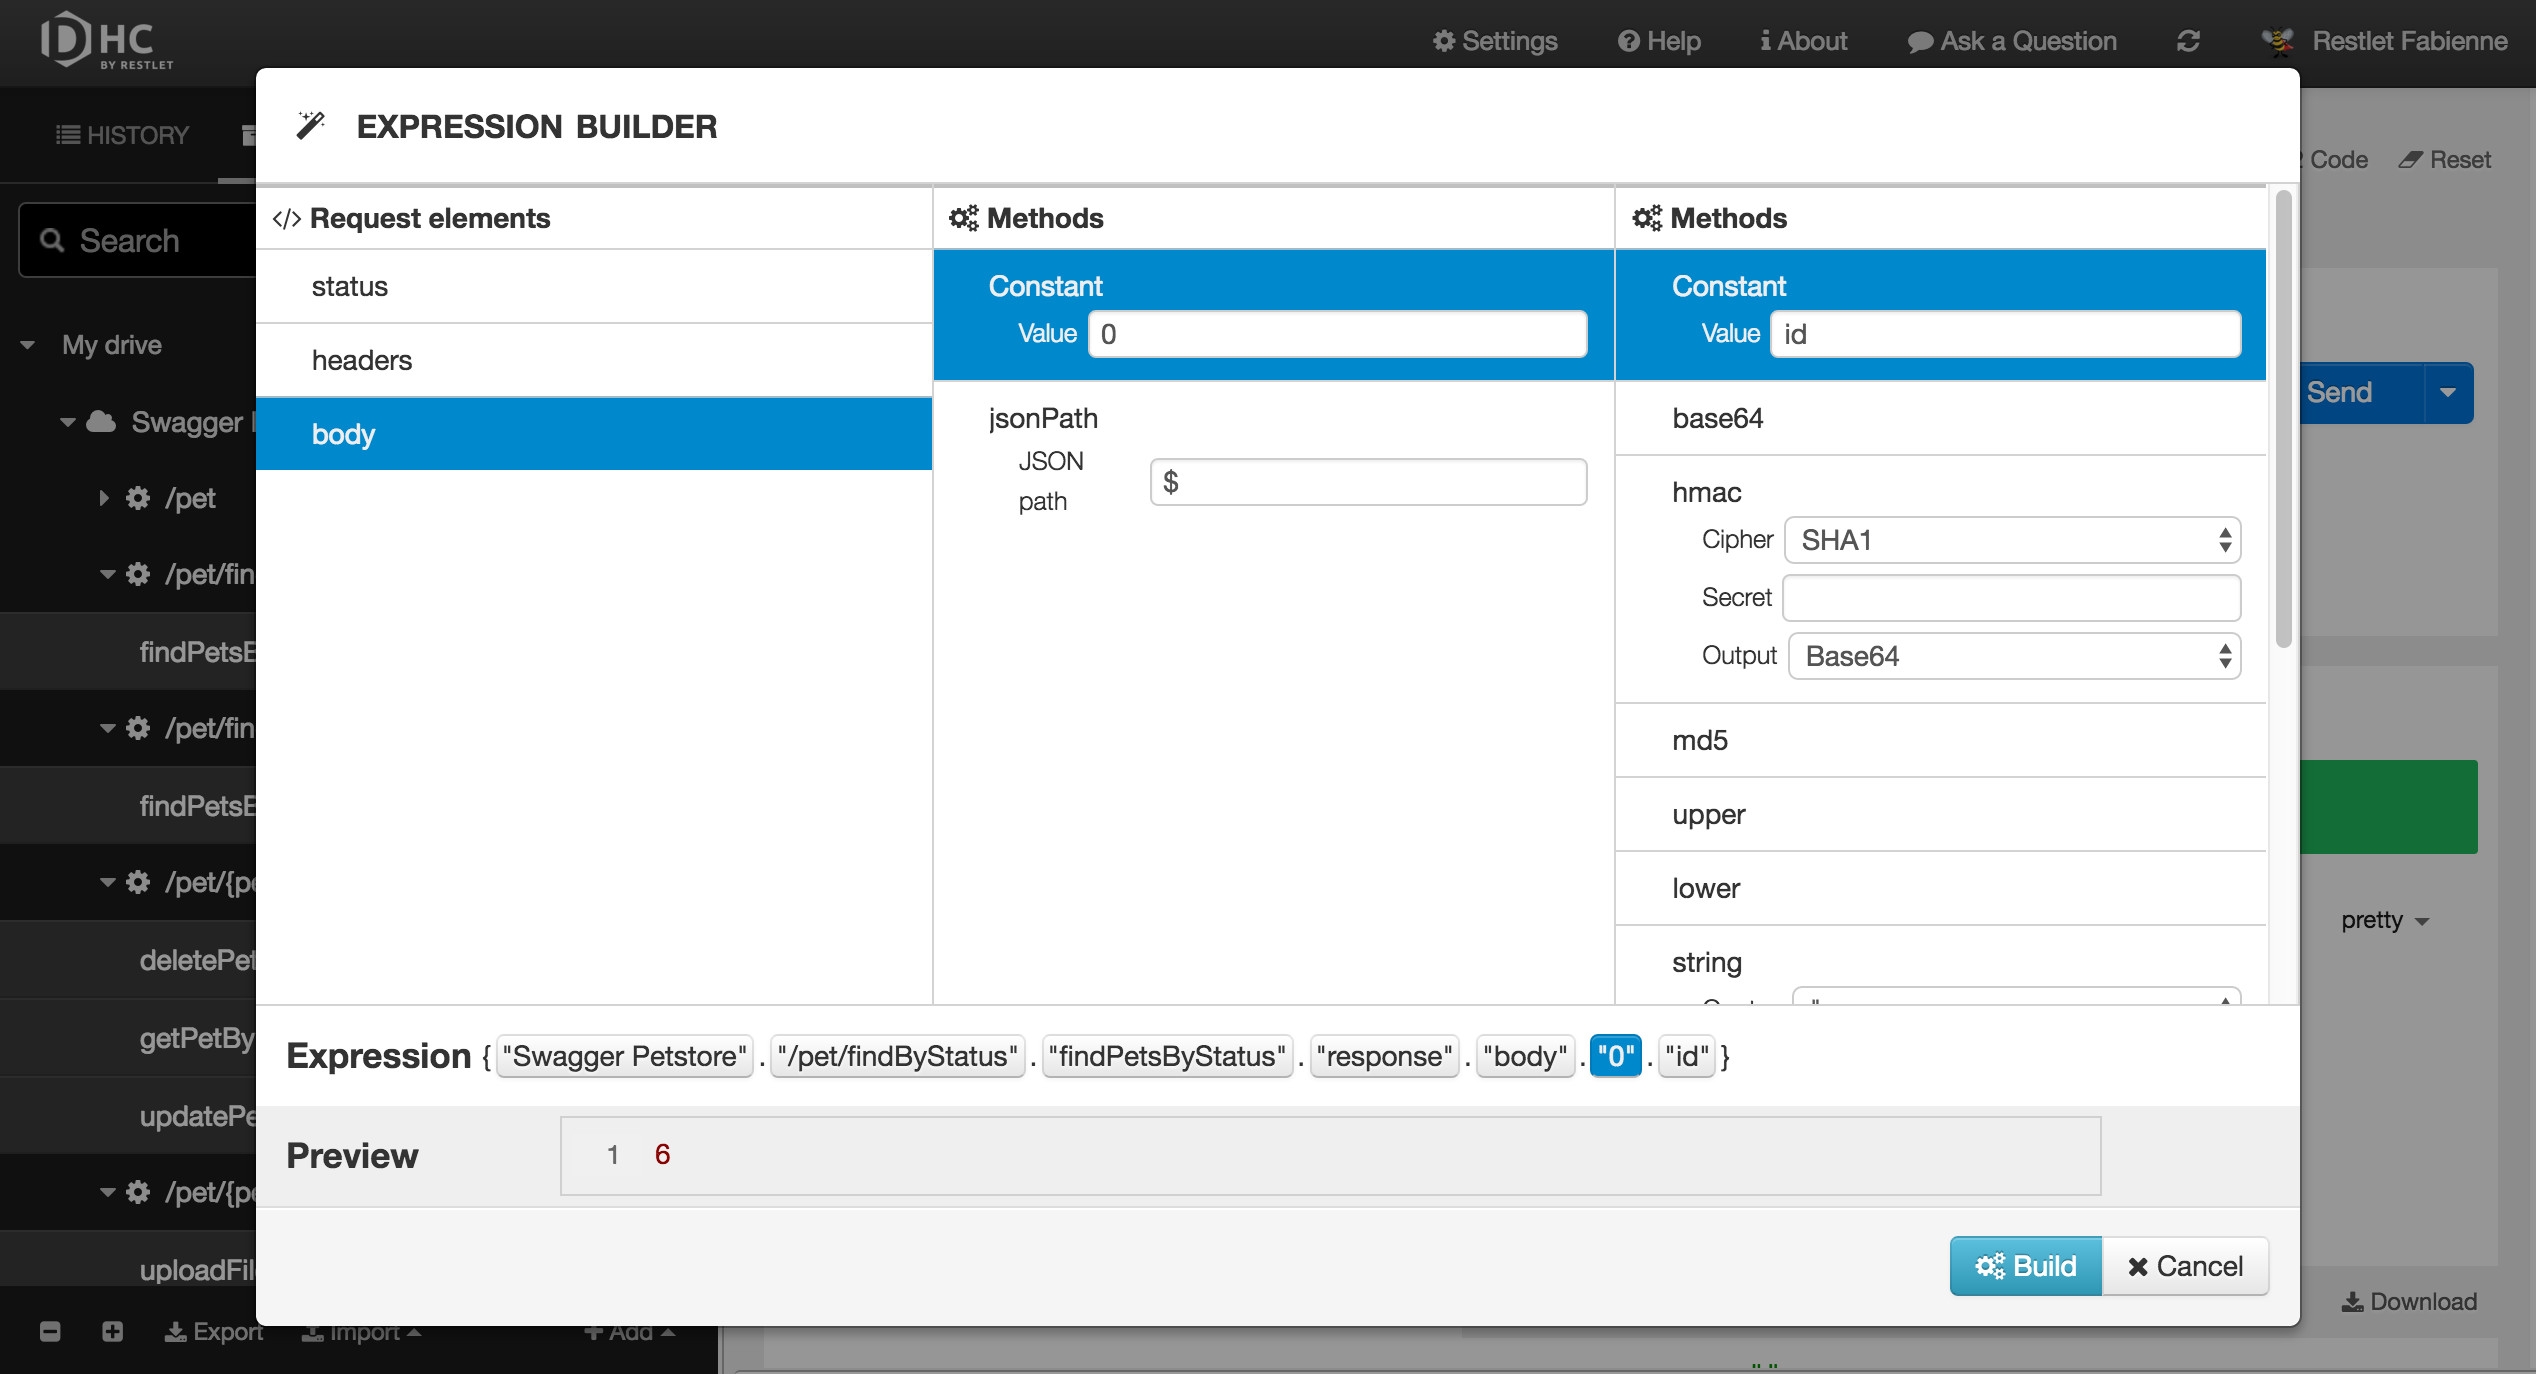 DHC
BY RESTLET
Settings
Help
About
Ask a Question
Restlet Fabienne
HISTORY
Code
Reset
Search
My drive
Swagger
/pet
/pet/fin
findPetsB
/pet/fin
findPetsB
/pet/{pe
deletePet
getPetBy
updatePe
/pet/{pe
uploadFil
Export
Import
Add
Send
pretty
Download
EXPRESSION BUILDER
</> Request elements
status
headers
body
Methods
Constant
Value 0
jsonPath
JSON path $
Methods
Constant
Value id
base64
hmac
Cipher SHA1
Secret
Output Base64
md5
upper
lower
string
Expression { "Swagger Petstore" . "/pet/findByStatus" . "findPetsByStatus" . "response" . "body" . "0" . "id" }
Preview
1 6
Build
Cancel